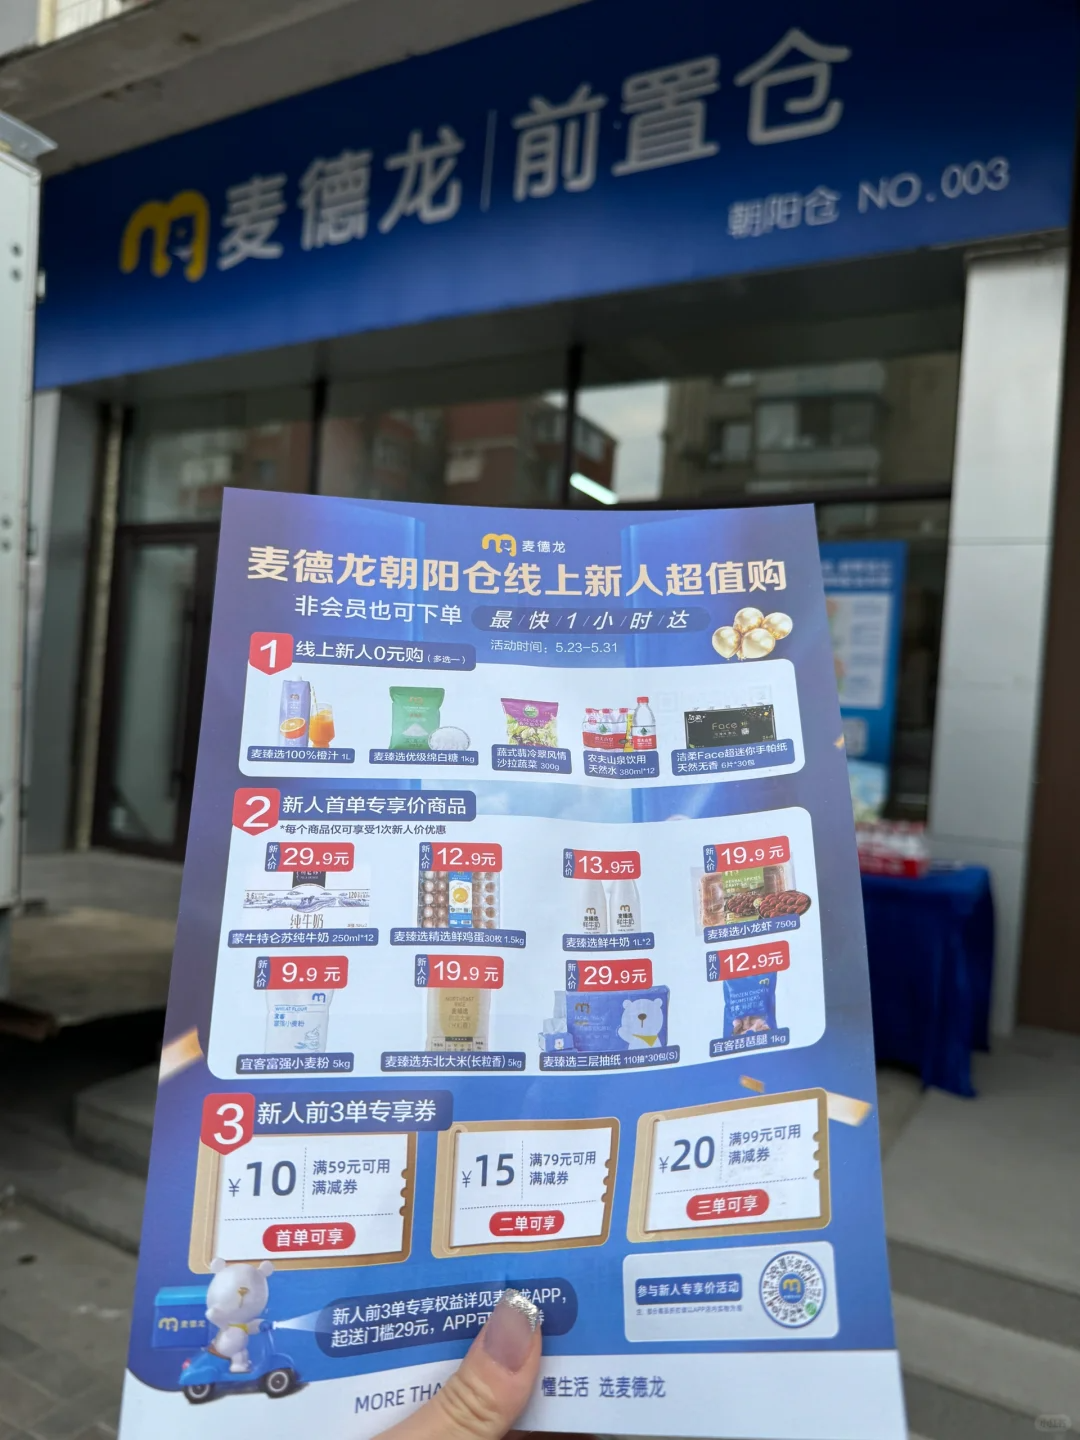 麦德龙 前置仓
朝阳仓 NO.003
麦德龙
麦德龙朝阳仓线上新人超值购
非会员也可下单 最/快/1/小/时/达
活动时间：5.23-5.31
1 线上新人0元购（多选一）
麦臻选100%橙汁 1L
麦臻选优级绵白糖 1kg
蔬式翡冷翠风情
沙拉蔬菜 300g
农夫山泉饮用
天然水 380ml*12
洁柔Face超迷你手帕纸
天然无香 6片*30包
2 新人首单专享价商品
*每个商品仅可享受1次新人价优惠
新人价 29.9元
新人价 12.9元
新人价 13.9元
新人价 19.9元
纯牛奶
蒙牛特仑苏纯牛奶 250ml*12
麦臻选精选鲜鸡蛋30枚 1.5kg
麦臻选鲜牛奶 1L*2
麦臻选小龙虾 750g
新人价 9.9元
新人价 19.9元
新人价 29.9元
新人价 12.9元
宜客富强小麦粉 5kg
麦臻选东北大米(长粒香) 5kg
麦臻选三层抽纸 110抽*30包(S)
宜客琵琶腿 1kg
3 新人前3单专享券
¥10 满59元可用
满减券
首单可享
¥15 满79元可用
满减券
二单可享
¥20 满99元可用
满减券
三单可享
麦德龙
新人前3单专享权益详见麦 龙APP，
起送门槛29元，APP可
参与新人专享价活动
MORE THA 懂生活 选麦德龙